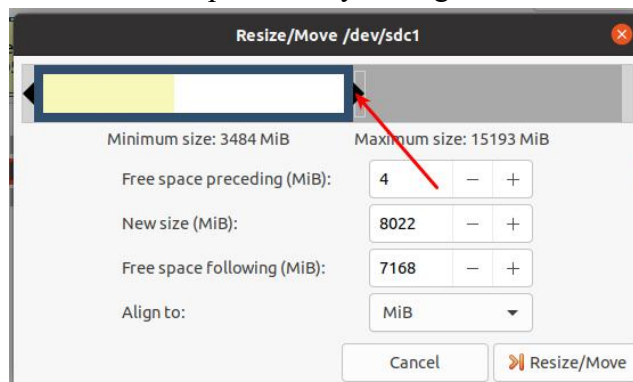 Resize/Move /dev/sdc1
Minimum size: 3484 MiB Maximum size: 15193 MiB
Free space preceding (MiB): 4 − +
New size (MiB): 8022 − +
Free space following (MiB): 7168 − +
Align to: MiB
Cancel Resize/Move